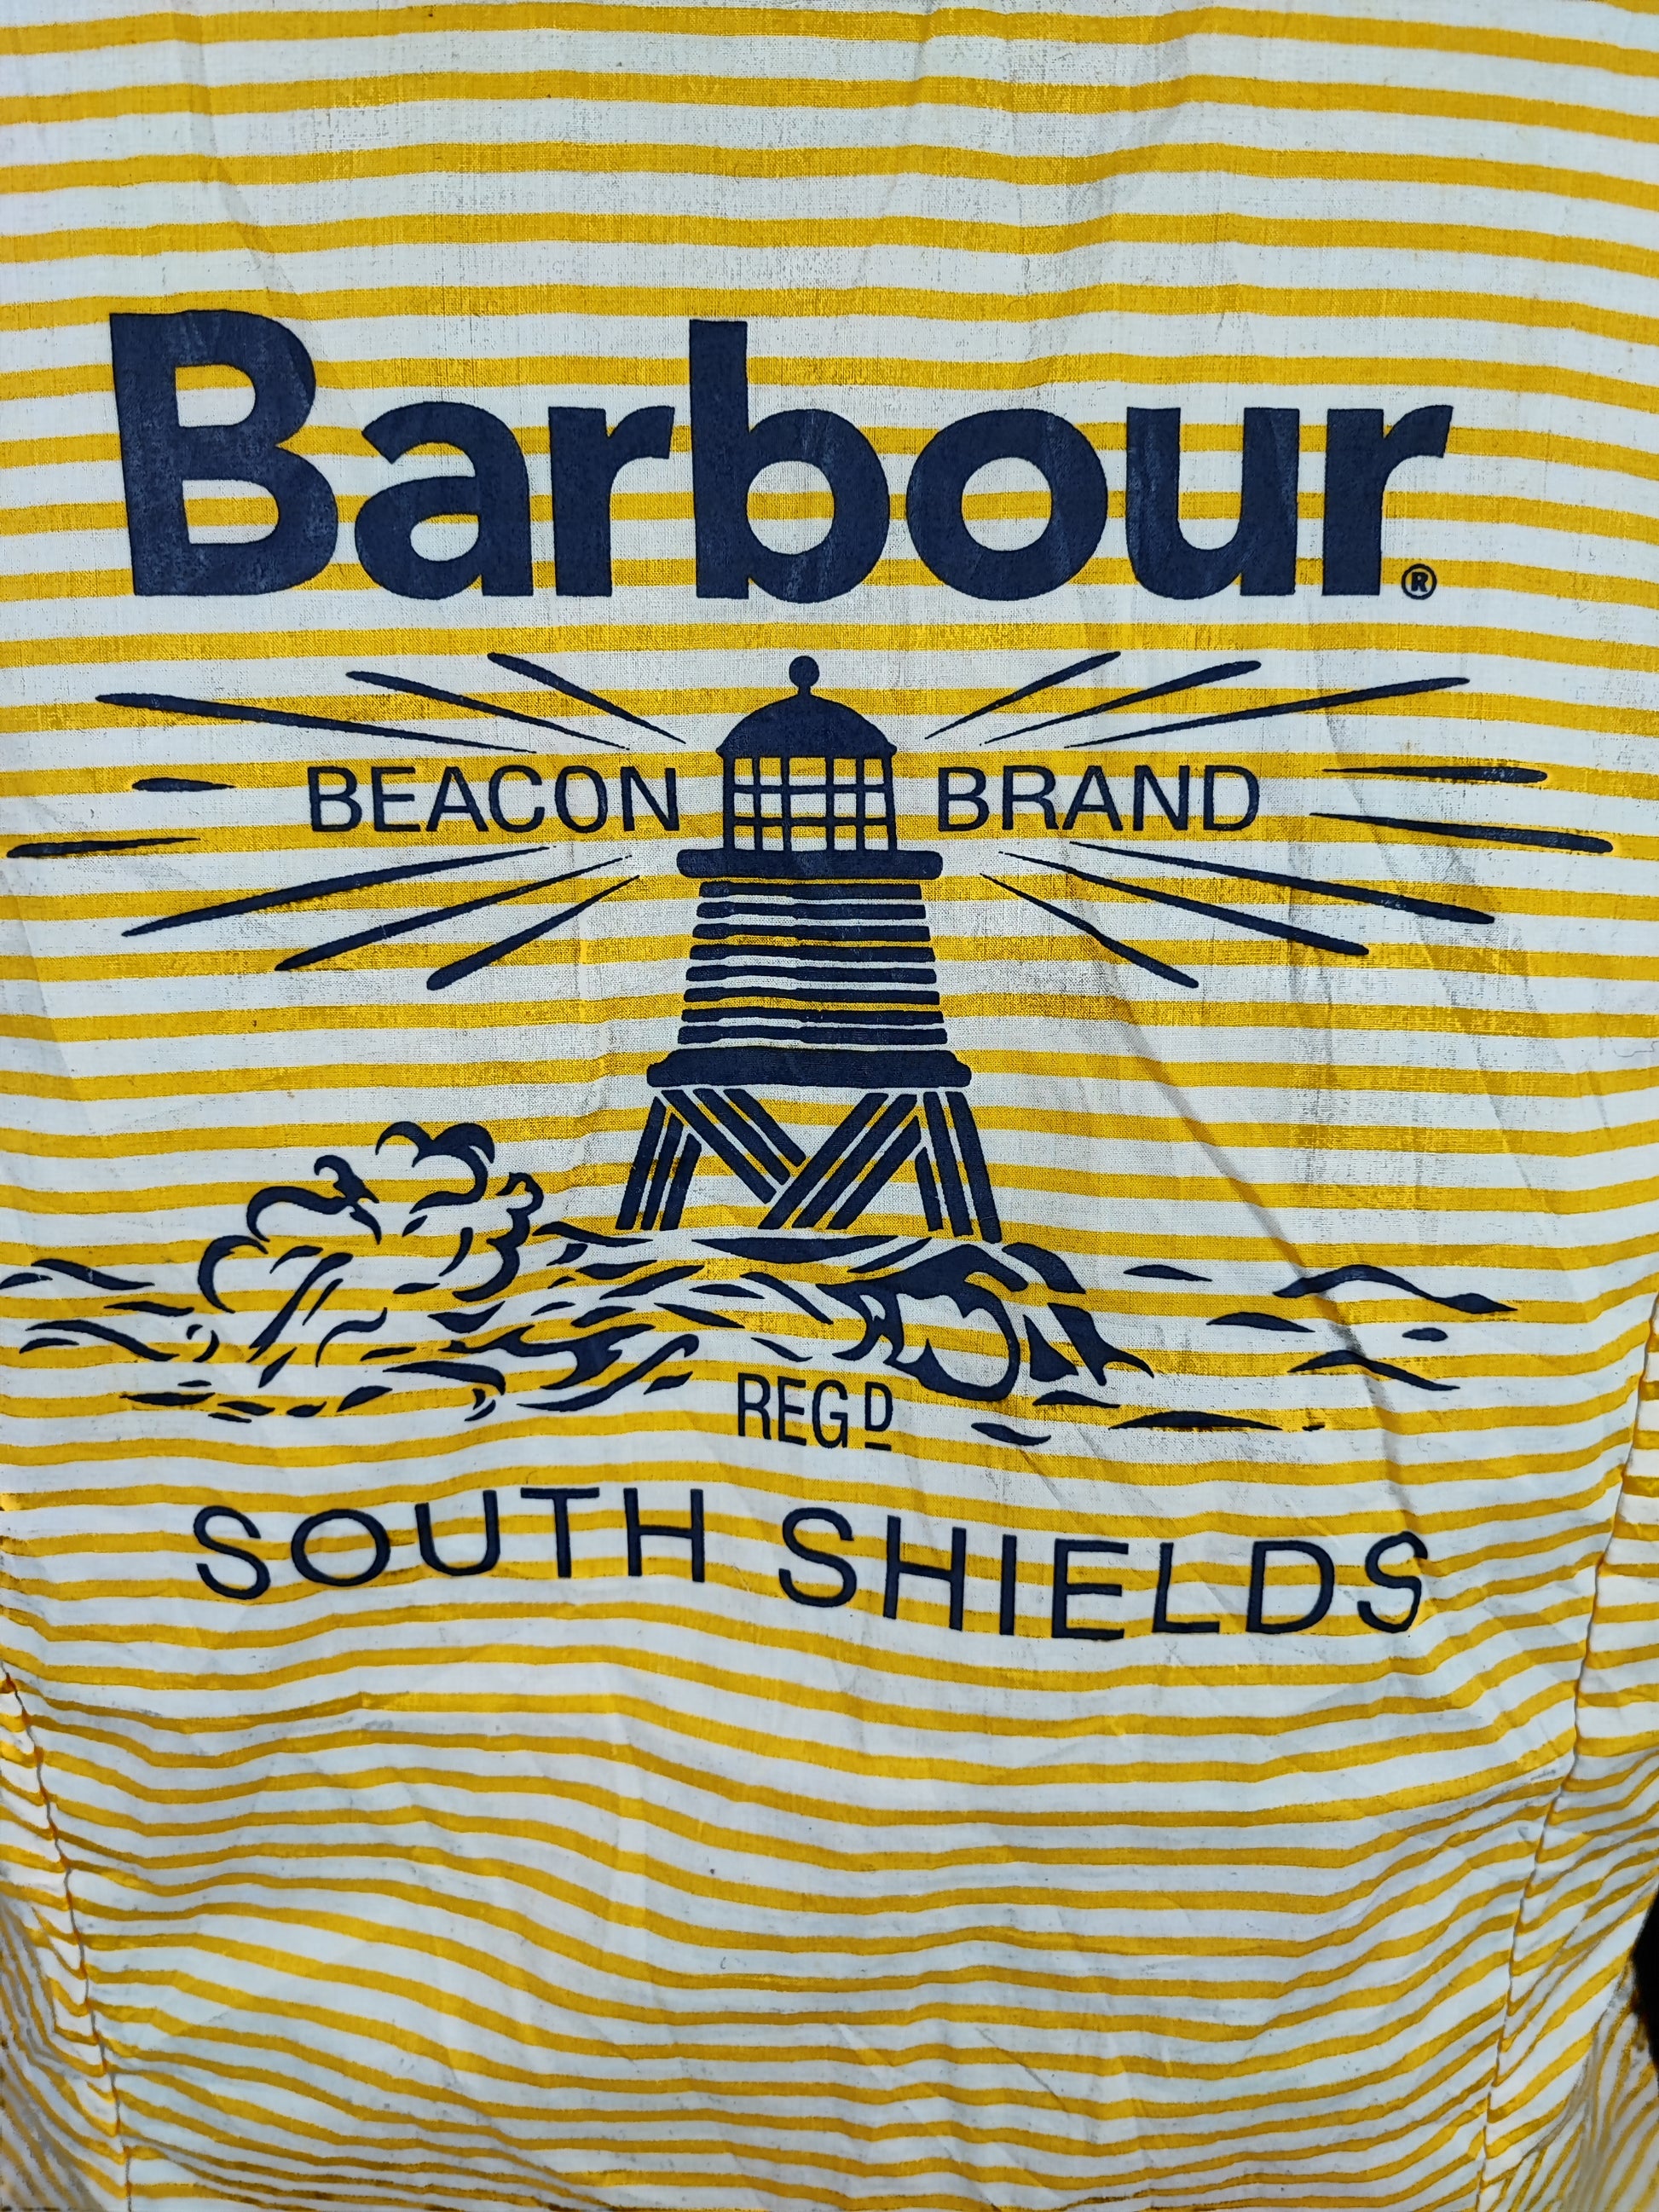 Barbour®
BEACON BRAND
REGD
SOUTH SHIELDS